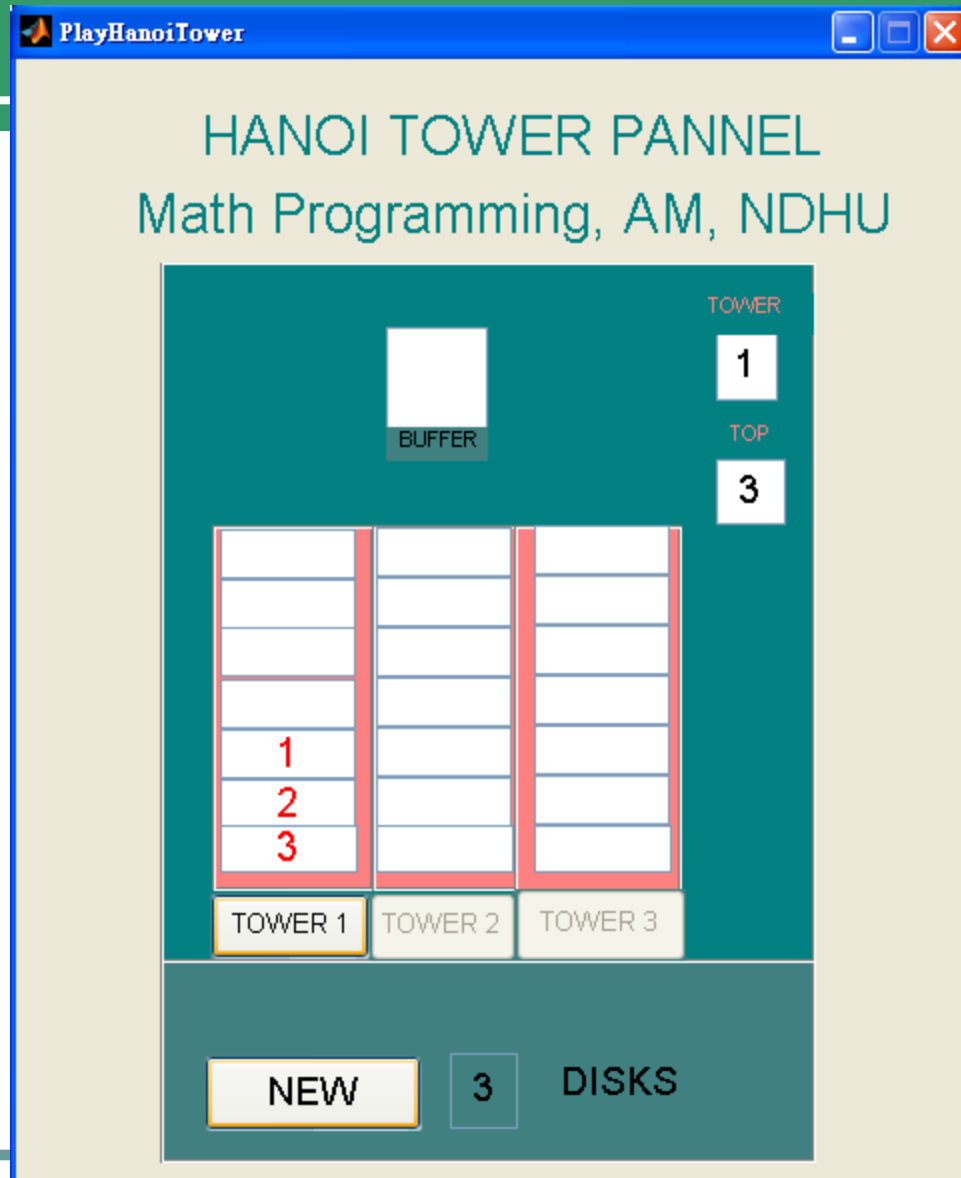 PlayHanoiTower
HANOI TOWER PANNEL
Math Programming, AM, NDHU
TOWER
1
BUFFER
TOP
3
1
2
3
TOWER 1 TOWER 2 TOWER 3
NEW 3 DISKS